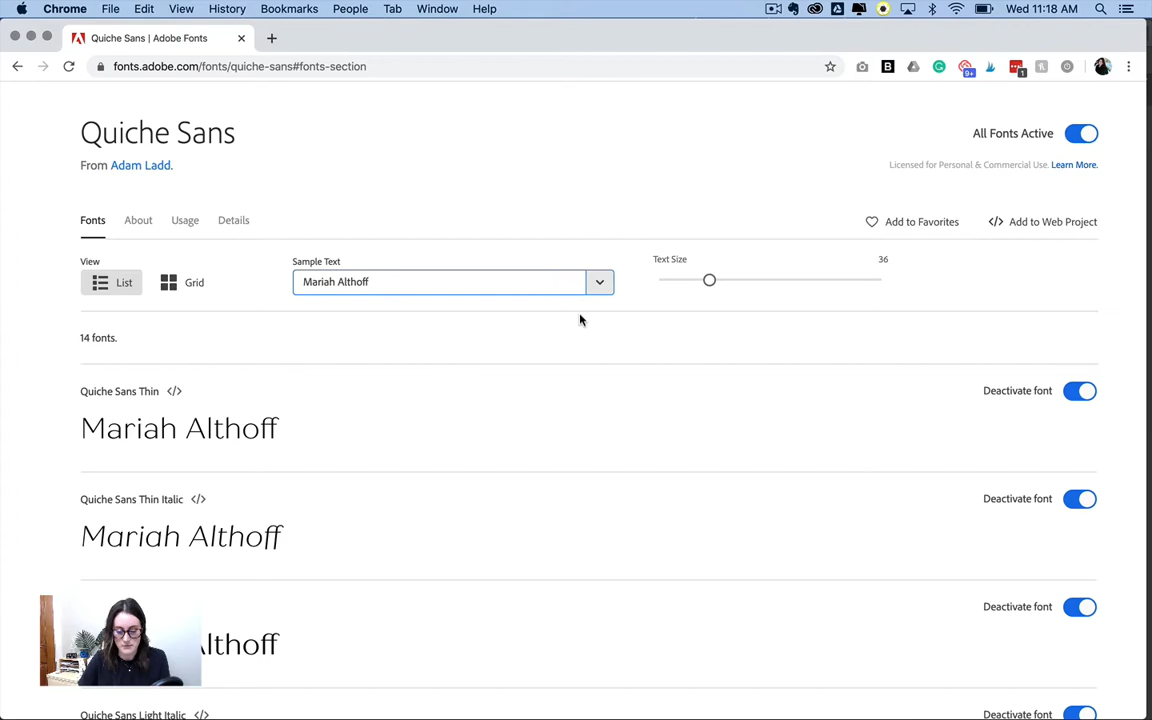 Chrome File Edit View History Bookmarks People Tab Window Help Wed 11:18 AM
Quiche Sans | Adobe Fonts
fonts.adobe.com/fonts/quiche-sans#fonts-section
B 9+ 1
Quiche Sans
All Fonts Active
From Adam Ladd.
Licensed for Personal & Commercial Use. Learn More.
Fonts About Usage Details Add to Favorites </> Add to Web Project
View Sample Text Text Size 36
List Grid Mariah Althoff
14 fonts.
Quiche Sans Thin </> Deactivate font
Mariah Althoff
Quiche Sans Thin Italic </> Deactivate font
Mariah Althoff
Deactivate font
Althoff
Quiche Sans Light Italic </> Deactivate font